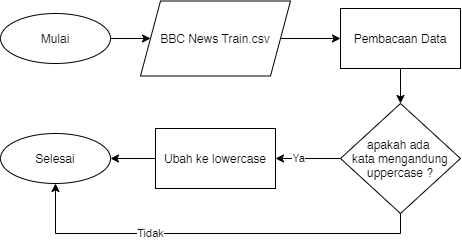 Mulai
BBC News Train.csv
Pembacaan Data
apakah ada
kata mengandung
uppercase ?
Ya
Ubah ke lowercase
Selesai
Tidak